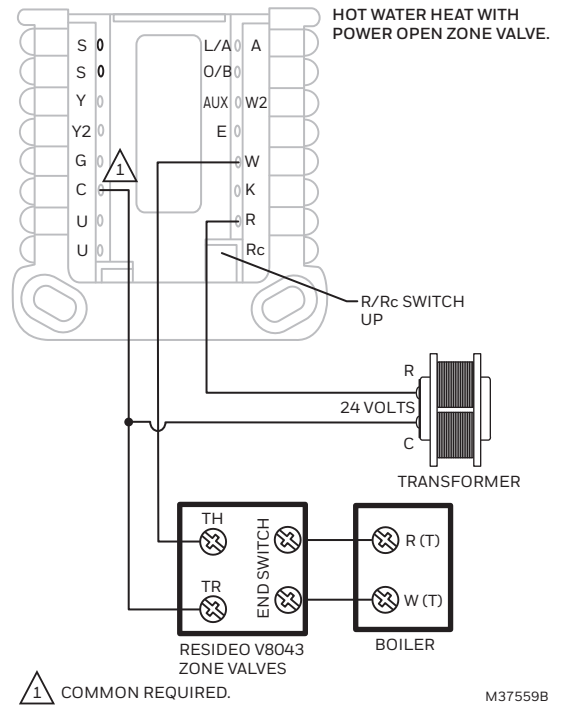 HOT WATER HEAT WITH
POWER OPEN ZONE VALVE.
S L/A A
S O/B
Y AUX W2
Y2 E
G 1 W
C K
U R
U Rc
R/Rc SWITCH
UP
R
24 VOLTS
C
TRANSFORMER
TH
TR
END SWITCH
R (T)
W (T)
RESIDEO V8043
ZONE VALVES
BOILER
1 COMMON REQUIRED.
M37559B